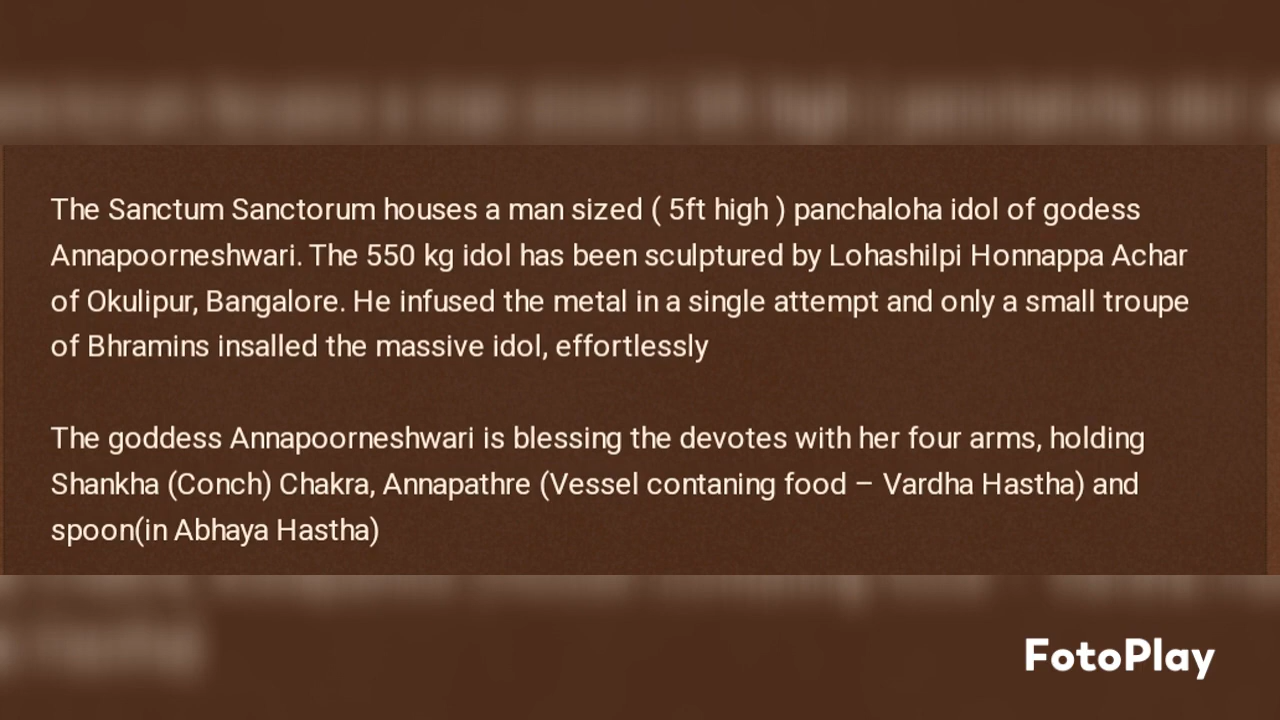 The Sanctum Sanctorum houses a man sized ( 5ft high ) panchaloha idol of godess
Annapoorneshwari. The 550 kg idol has been sculptured by Lohashilpi Honnappa Achar
of Okulipur, Bangalore. He infused the metal in a single attempt and only a small troupe
of Bhramins insalled the massive idol, effortlessly
The goddess Annapoorneshwari is blessing the devotes with her four arms, holding
Shankha (Conch) Chakra, Annapathre (Vessel contaning food – Vardha Hastha) and
spoon(in Abhaya Hastha)
FotoPlay